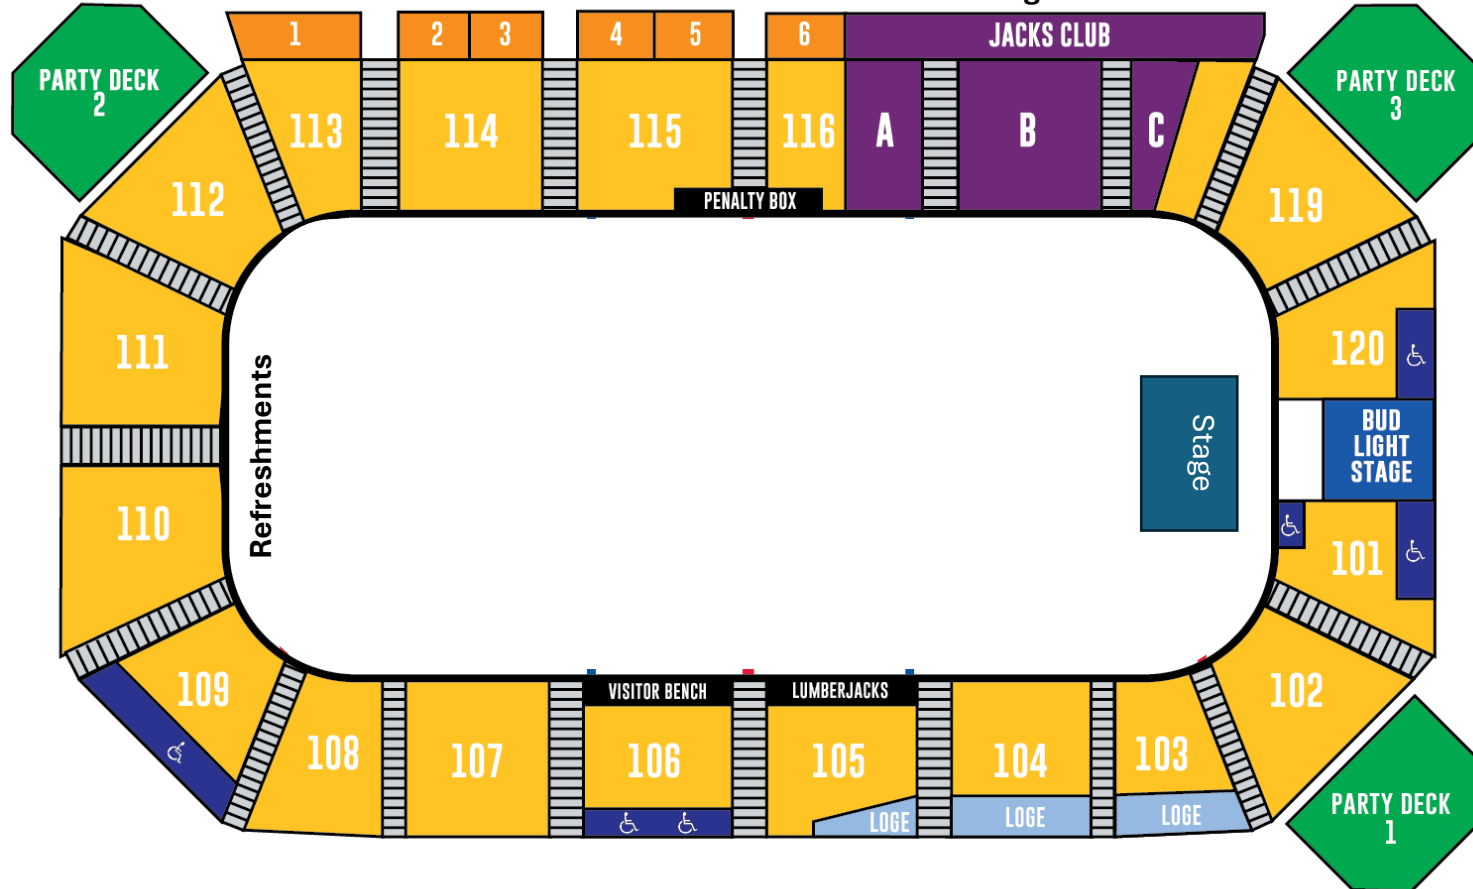 g
1
2
3
4
5
6
JACKS CLUB
PARTY DECK
2
PARTY DECK
3
113
114
115
116
A
B
C
PENALTY BOX
112
119
111
120
Refreshments
Stage
BUD
LIGHT
STAGE
110
101
109
102
VISITOR BENCH
LUMBERJACKS
108
107
106
105
104
103
LOGE
LOGE
LOGE
PARTY DECK
1